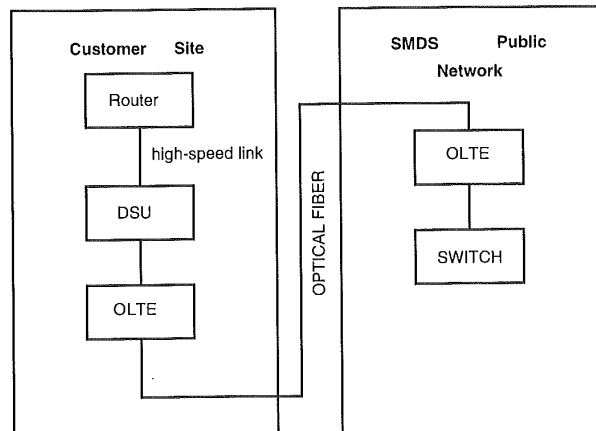 Customer Site
Router
high-speed link
DSU
OLTE
OPTICAL FIBER
SMDS Public
Network
OLTE
SWITCH